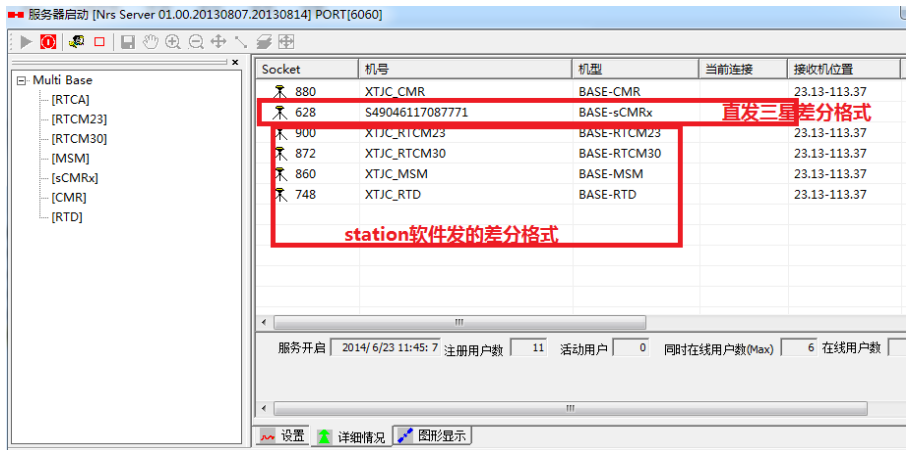 服务器启动 [Nrs Server 01.00.20130807.20130814] PORT[6060]
Multi Base
[RTCA]
[RTCM23]
[RTCM30]
[MSM]
[sCMRx]
[CMR]
[RTD]
Socket 机号 机型 当前连接 接收机位置
880 XTJC_CMR BASE-CMR 23.13-113.37
628 S49046117087771 BASE-sCMRx 直发三星差分格式
900 XTJC_RTCM23 BASE-RTCM23 23.13-113.37
872 XTJC_RTCM30 BASE-RTCM30 23.13-113.37
860 XTJC_MSM BASE-MSM 23.13-113.37
748 XTJC_RTD BASE-RTD 23.13-113.37
station软件发的差分格式
服务开启 2014/ 6/23 11:45: 7 注册用户数 11 活动用户 0 同时在线用户数(Max) 6 在线用户数
设置 详细情况 图形显示